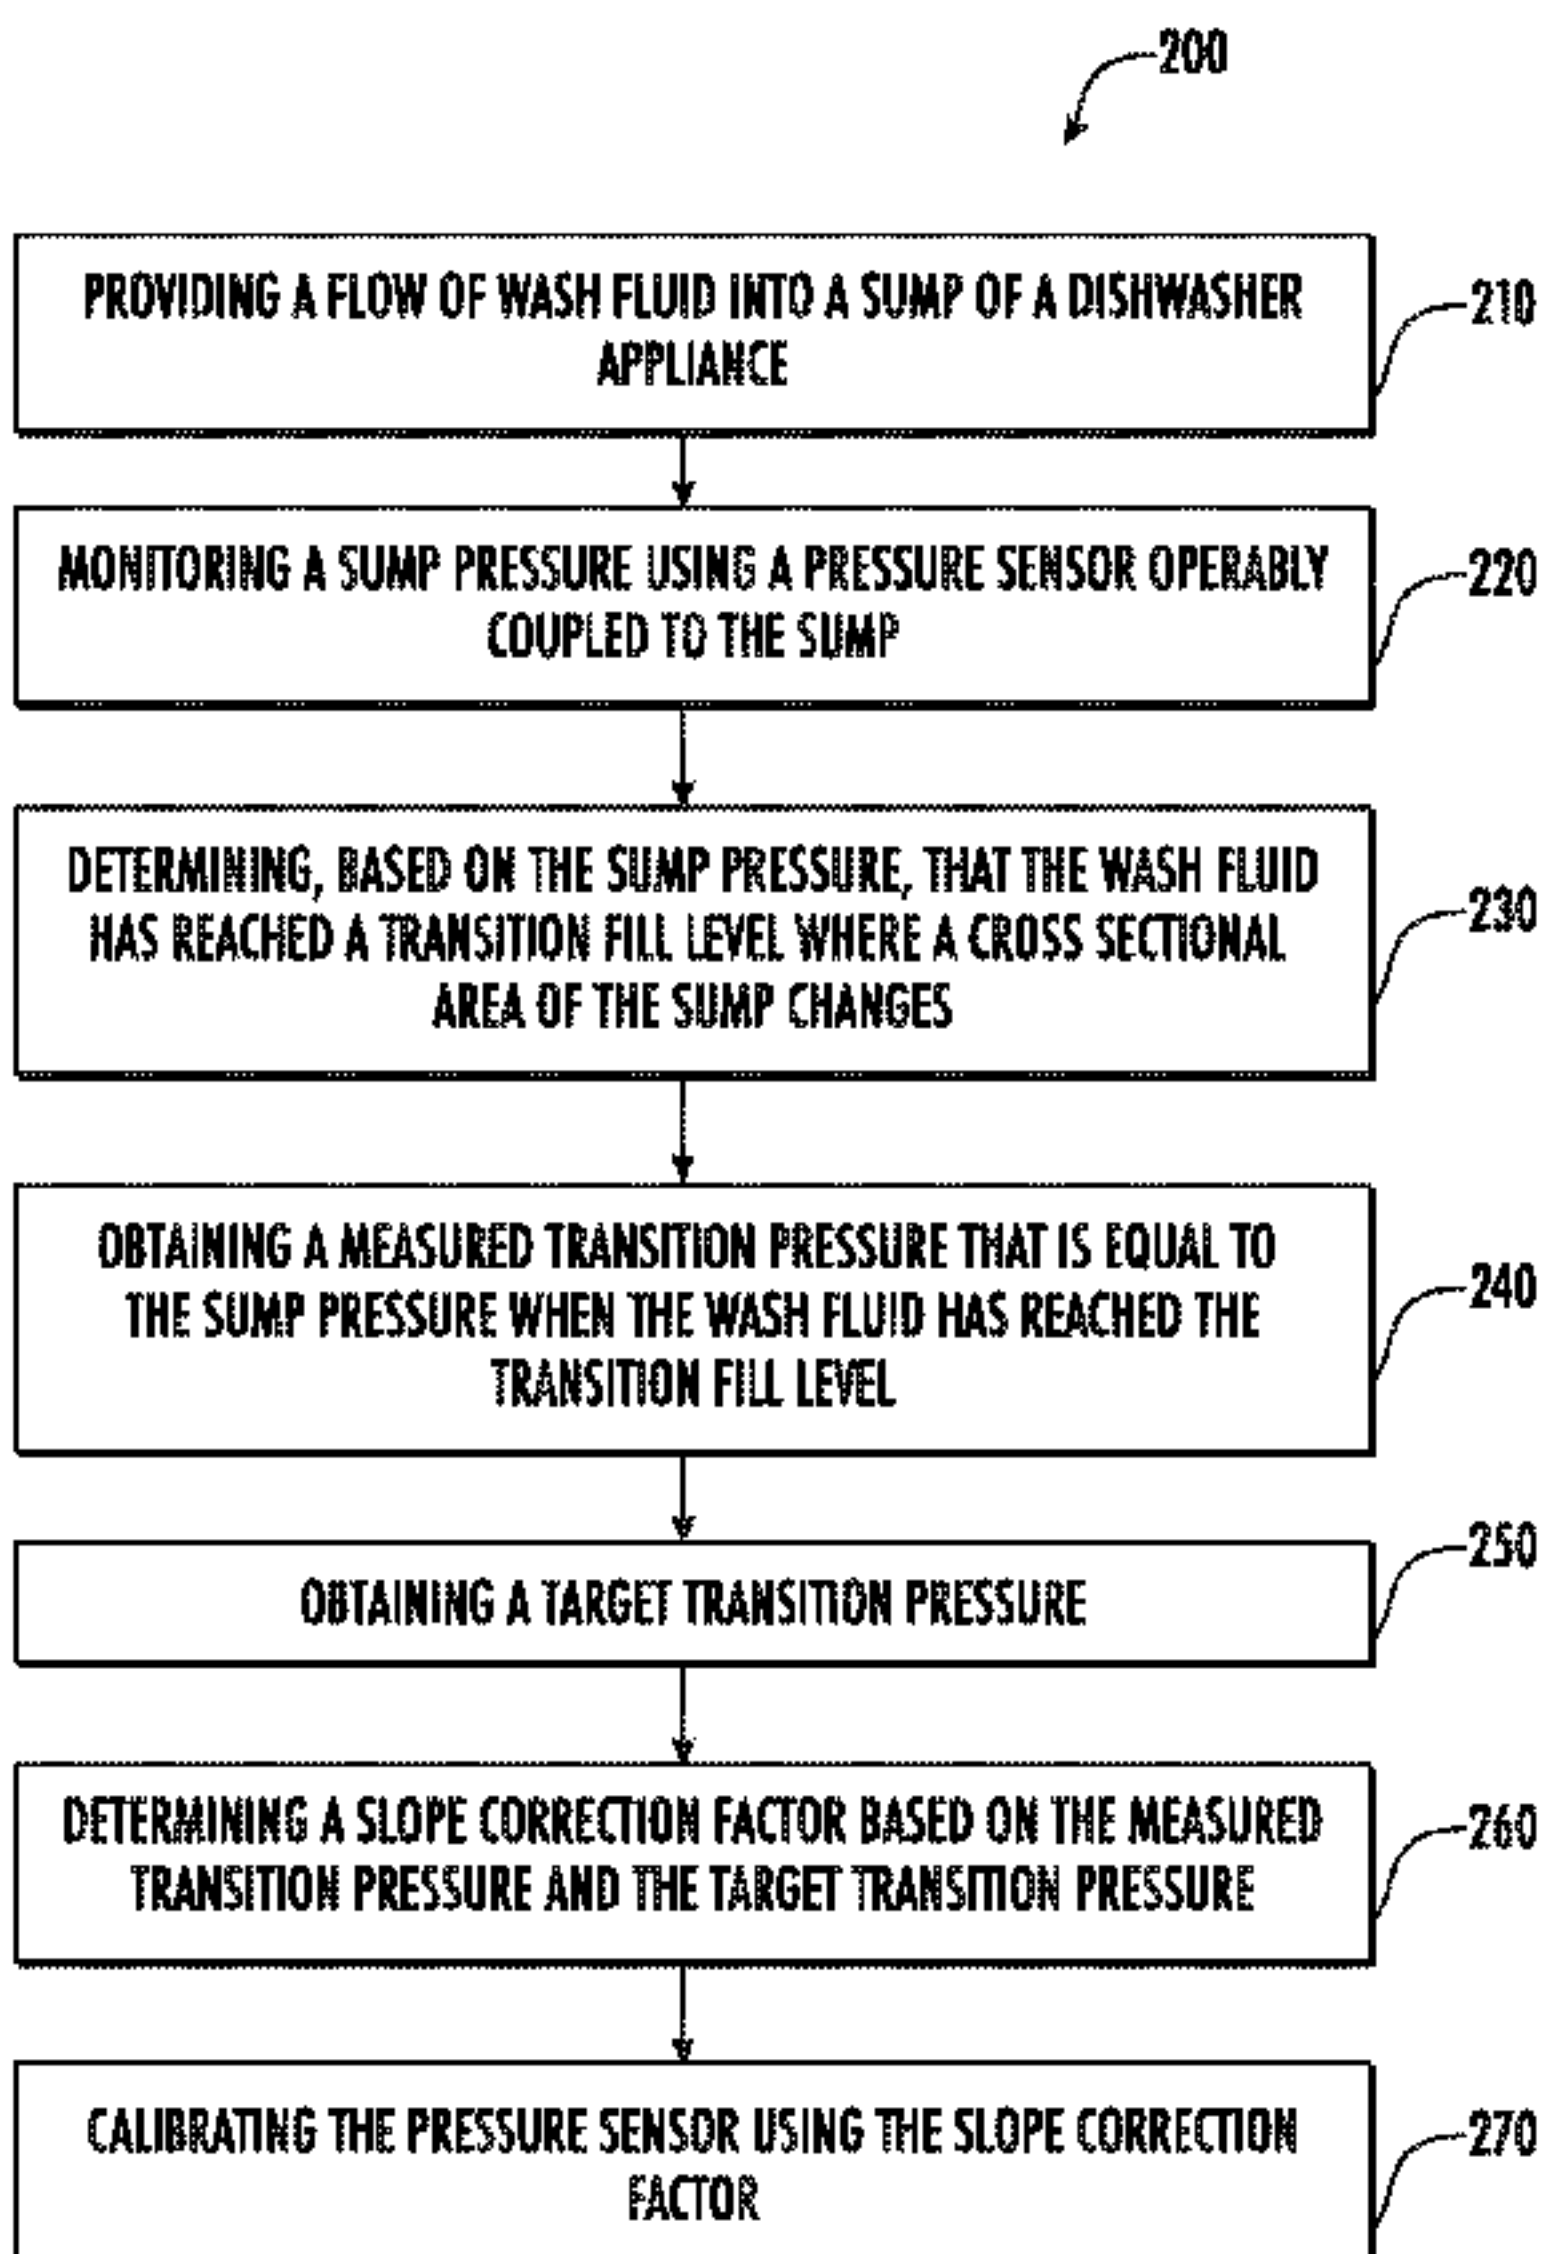 200
PROVIDING A FLOW OF WASH FLUID INTO A SUMP OF A DISHWASHER
APPLIANCE
210
MONITORING A SUMP PRESSURE USING A PRESSURE SENSOR OPERABLY
COUPLED TO THE SUMP
220
DETERMINING, BASED ON THE SUMP PRESSURE, THAT THE WASH FLUID
HAS REACHED A TRANSITION FILL LEVEL WHERE A CROSS SECTIONAL
AREA OF THE SUMP CHANGES
230
OBTAINING A MEASURED TRANSITION PRESSURE THAT IS EQUAL TO
THE SUMP PRESSURE WHEN THE WASH FLUID HAS REACHED THE
TRANSITION FILL LEVEL
240
OBTAINING A TARGET TRANSITION PRESSURE
250
DETERMINING A SLOPE CORRECTION FACTOR BASED ON THE MEASURED
TRANSITION PRESSURE AND THE TARGET TRANSITION PRESSURE
260
CALIBRATING THE PRESSURE SENSOR USING THE SLOPE CORRECTION
FACTOR
270